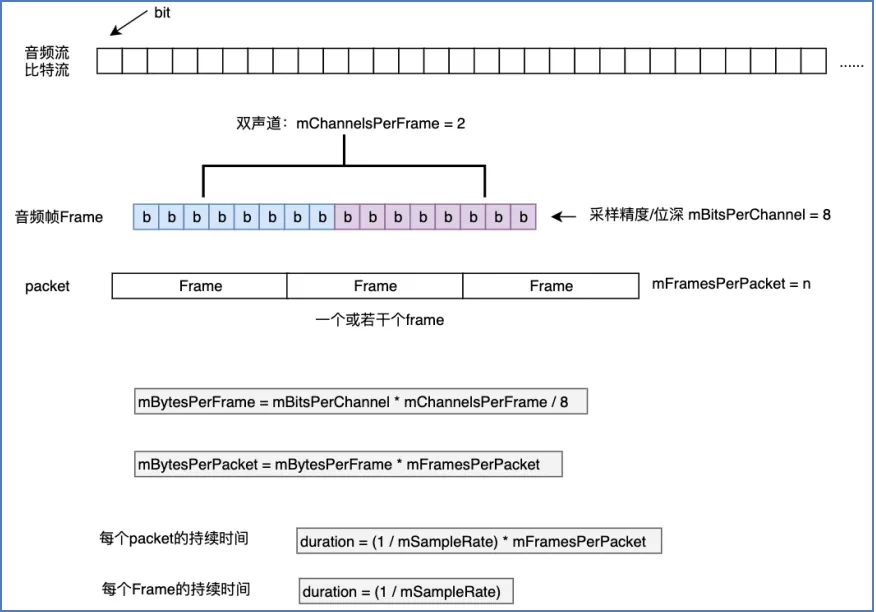 bit
音频流
比特流
......
双声道：mChannelsPerFrame = 2
音频帧Frame
b b b b b b b b b b b b b b b b
采样精度/位深 mBitsPerChannel = 8
packet
Frame Frame Frame
mFramesPerPacket = n
一个或若干个frame
mBytesPerFrame = mBitsPerChannel * mChannelsPerFrame / 8
mBytesPerPacket = mBytesPerFrame * mFramesPerPacket
每个packet的持续时间
duration = (1 / mSampleRate) * mFramesPerPacket
每个Frame的持续时间
duration = (1 / mSampleRate)